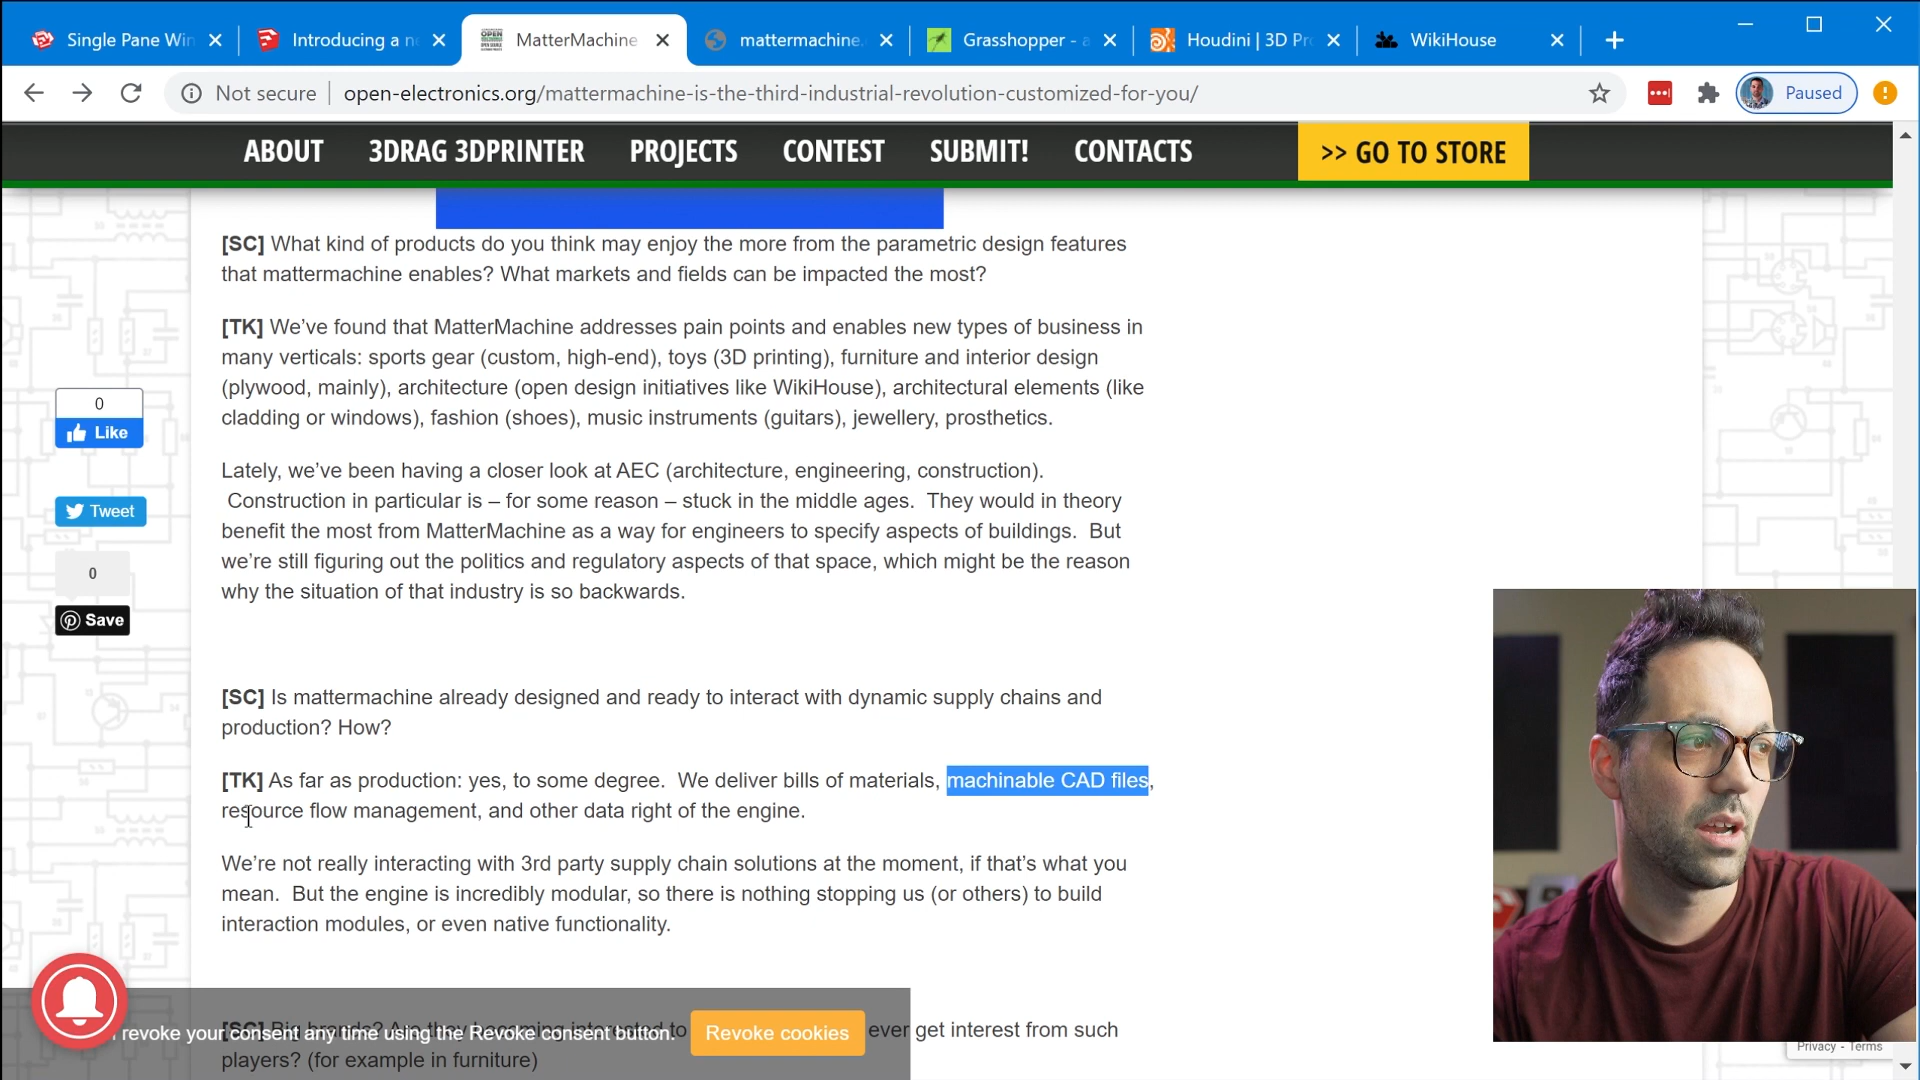 Single Pane Win
Introducing a n
MatterMachine
mattermachine.
Grasshopper - a
Houdini | 3D Pr
WikiHouse
Not secure
open-electronics.org/mattermachine-is-the-third-industrial-revolution-customized-for-you/
Paused
ABOUT
3DRAG 3DPRINTER
PROJECTS
CONTEST
SUBMIT!
CONTACTS
>> GO TO STORE
[SC] What kind of products do you think may enjoy the more from the parametric design features
that mattermachine enables? What markets and fields can be impacted the most?
[TK] We've found that MatterMachine addresses pain points and enables new types of business in
many verticals: sports gear (custom, high-end), toys (3D printing), furniture and interior design
(plywood, mainly), architecture (open design initiatives like WikiHouse), architectural elements (like
cladding or windows), fashion (shoes), music instruments (guitars), jewellery, prosthetics.
0
Like
Tweet
0
Save
Lately, we've been having a closer look at AEC (architecture, engineering, construction).
Construction in particular is – for some reason – stuck in the middle ages. They would in theory
benefit the most from MatterMachine as a way for engineers to specify aspects of buildings. But
we're still figuring out the politics and regulatory aspects of that space, which might be the reason
why the situation of that industry is so backwards.
[SC] Is mattermachine already designed and ready to interact with dynamic supply chains and
production? How?
[TK] As far as production: yes, to some degree. We deliver bills of materials, machinable CAD files,
resource flow management, and other data right of the engine.
We're not really interacting with 3rd party supply chain solutions at the moment, if that's what you
mean. But the engine is incredibly modular, so there is nothing stopping us (or others) to build
interaction modules, or even native functionality.
[SC] Big brands? Are they becoming interested to
ever get interest from such
players? (for example in furniture)
revoke your consent any time using the Revoke consent button.
Revoke cookies
Privacy - Terms